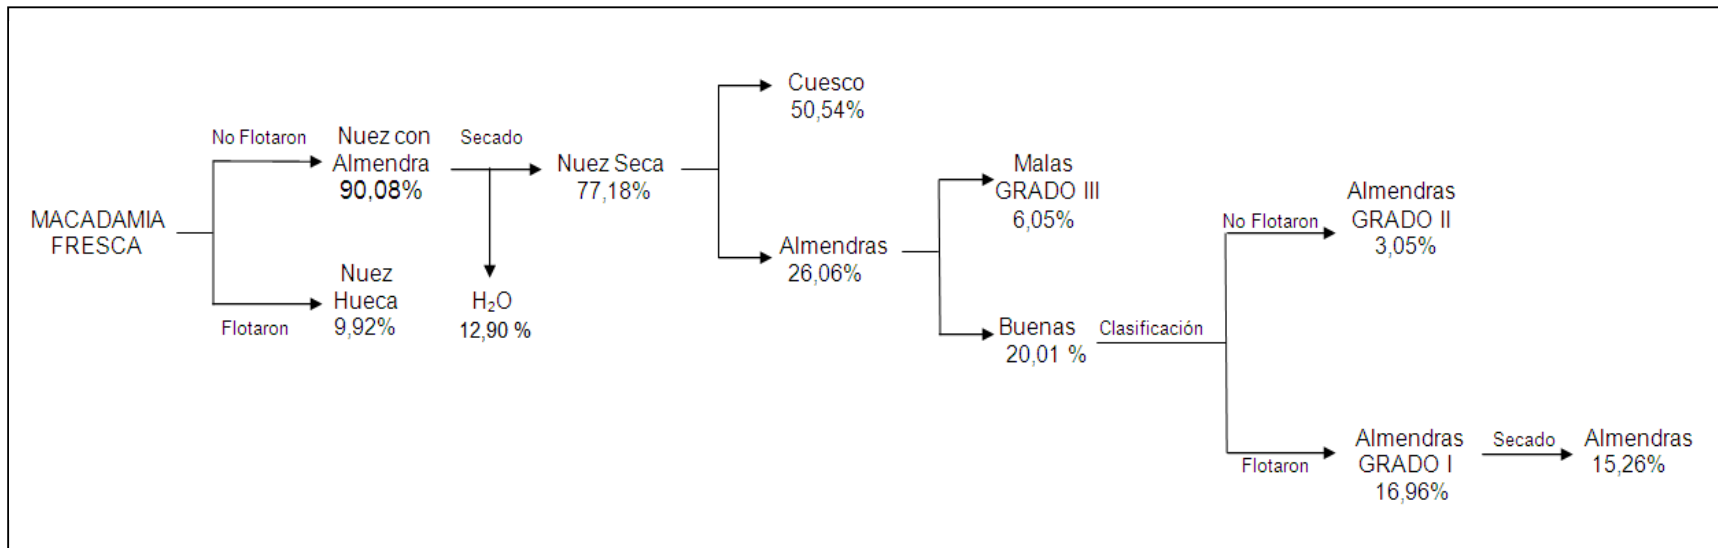 MACADAMIA
FRESCA
No Flotaron
Nuez con
Almendra
90,08%
Flotaron
Nuez
Hueca
9,92%
Secado
H₂O
12,90 %
Nuez Seca
77,18%
Cuesco
50,54%
Almendras
26,06%
Malas
GRADO III
6,05%
Buenas
20,01 %
Clasificación
No Flotaron
Almendras
GRADO II
3,05%
Flotaron
Almendras
GRADO I
16,96%
Secado
Almendras
15,26%